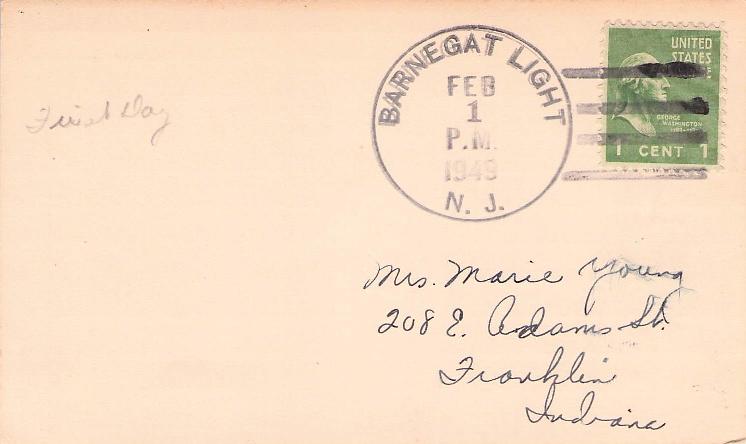 First Day
BARNEGAT LIGHT
FEB
1
P.M.
1949
N. J.
UNITED
STATES
GEORGE
WASHINGTON
1 CENT 1
Mrs. Marie Young
208 E. Adams St.
Franklin
Indiana